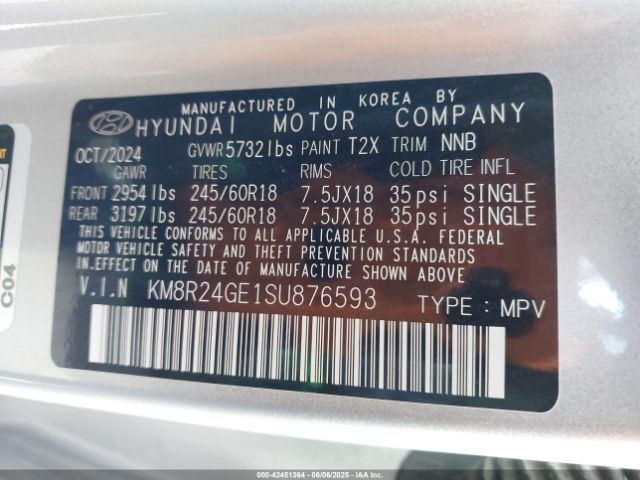 MANUFACTURED IN KOREA BY
HYUNDAI MOTOR COMPANY
OCT/2024 GVWR5732lbs PAINT T2X TRIM NNB
GAWR TIRES RIMS COLD TIRE INFL
FRONT 2954lbs 245/60R18 7.5JX18 35psi SINGLE
REAR 3197lbs 245/60R18 7.5JX18 35psi SINGLE
THIS VEHICLE CONFORMS TO ALL APPLICABLE U.S.A. FEDERAL
MOTOR VEHICLE SAFETY AND THEFT PREVENTION STANDARDS
IN EFFECT ON THE DATE OF MANUFACTURE SHOWN ABOVE.
V.I.N KM8R24GE1SU876593 TYPE : MPV
C04
000-42451364 06/06/2025 IAA Inc.